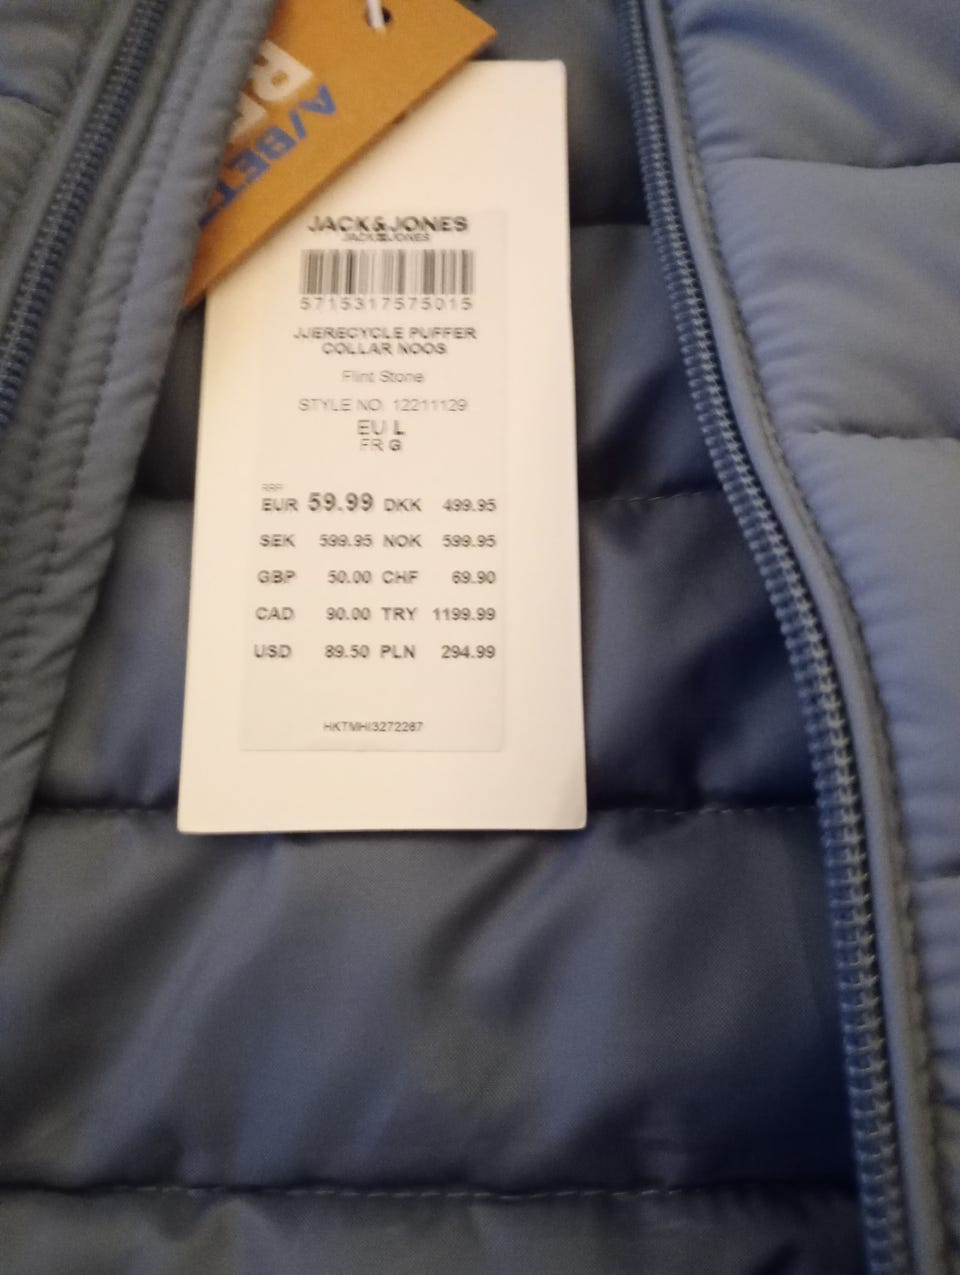 A/BET
JACK&JONES
JACK&JONES
5715317575015
JJERECYCLE PUFFER
COLLAR NOOS
Flint Stone
STYLE NO. 12211129
EU L
FR G
RRP
EUR 59.99 DKK 499.95
SEK 599.95 NOK 599.95
GBP 50.00 CHF 69.90
CAD 90.00 TRY 1199.99
USD 89.50 PLN 294.99
HKTMHI3272267